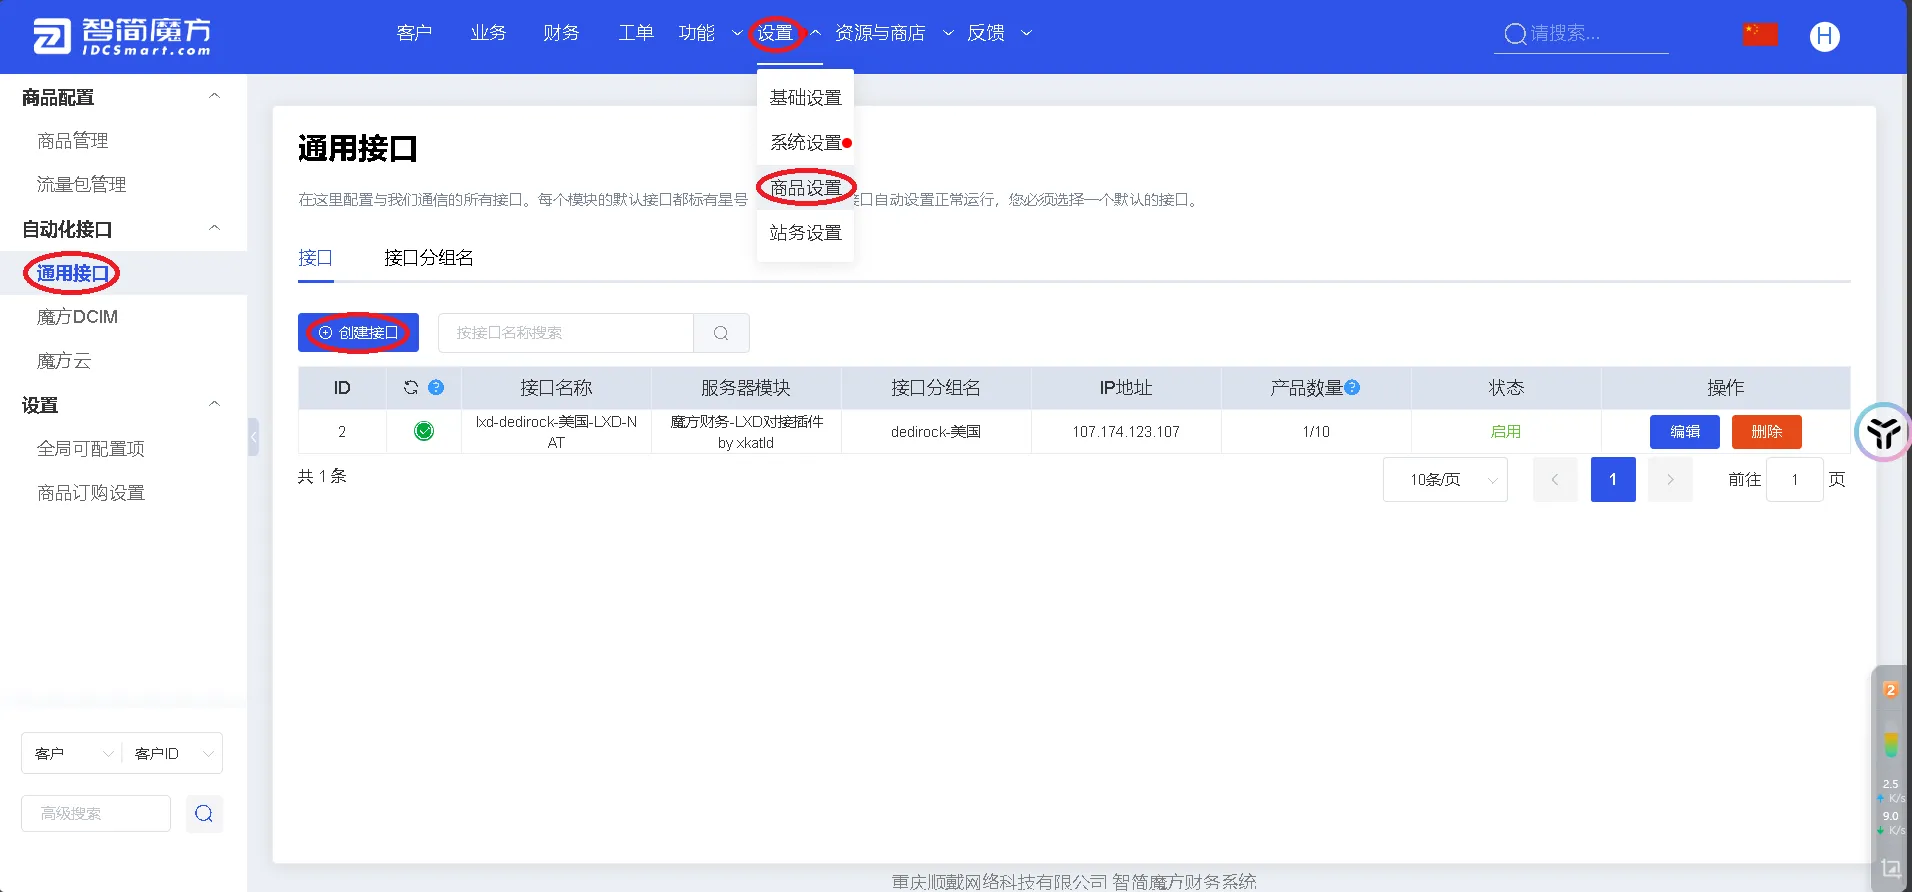 智简魔方
IDCSmart.com
客户 业务 财务 工单 功能 设置 资源与商店 反馈
请搜索...
H
基础设置
系统设置
商品设置
站务设置
商品配置
商品管理
流量包管理
自动化接口
通用接口
魔方DCIM
魔方云
设置
全局可配置项
商品订购设置
客户 客户ID
高级搜索
通用接口
在这里配置与我们通信的所有接口。每个模块的默认接口都标有星号 接口自动设置正常运行，您必须选择一个默认的接口。
接口 接口分组名
创建接口 按接口名称搜索
ID 接口名称 服务器模块 接口分组名 IP地址 产品数量 状态 操作
2 lxd-dedirock-美国-LXD-NAT 魔方财务-LXD对接插件 by xkatld dedirock-美国 107.174.123.107 1/10 启用 编辑 删除
共 1 条 10条/页 1 前往 1 页
2
2.5
K/s
9.0
K/s
重庆顺戴网络科技有限公司 智简魔方财务系统